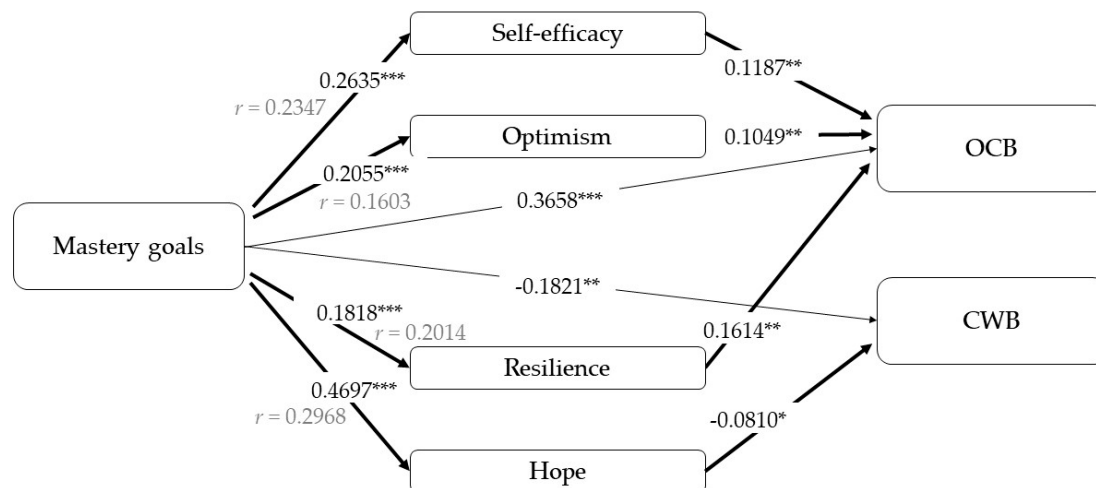 Self-efficacy
0.2635***
r = 0.2347
0.1187**
Optimism
0.1049**
OCB
0.2055***
r = 0.1603
0.3658***
Mastery goals
-0.1821**
CWB
0.1818***
r = 0.2014
0.1614**
Resilience
0.4697***
r = 0.2968
-0.0810*
Hope